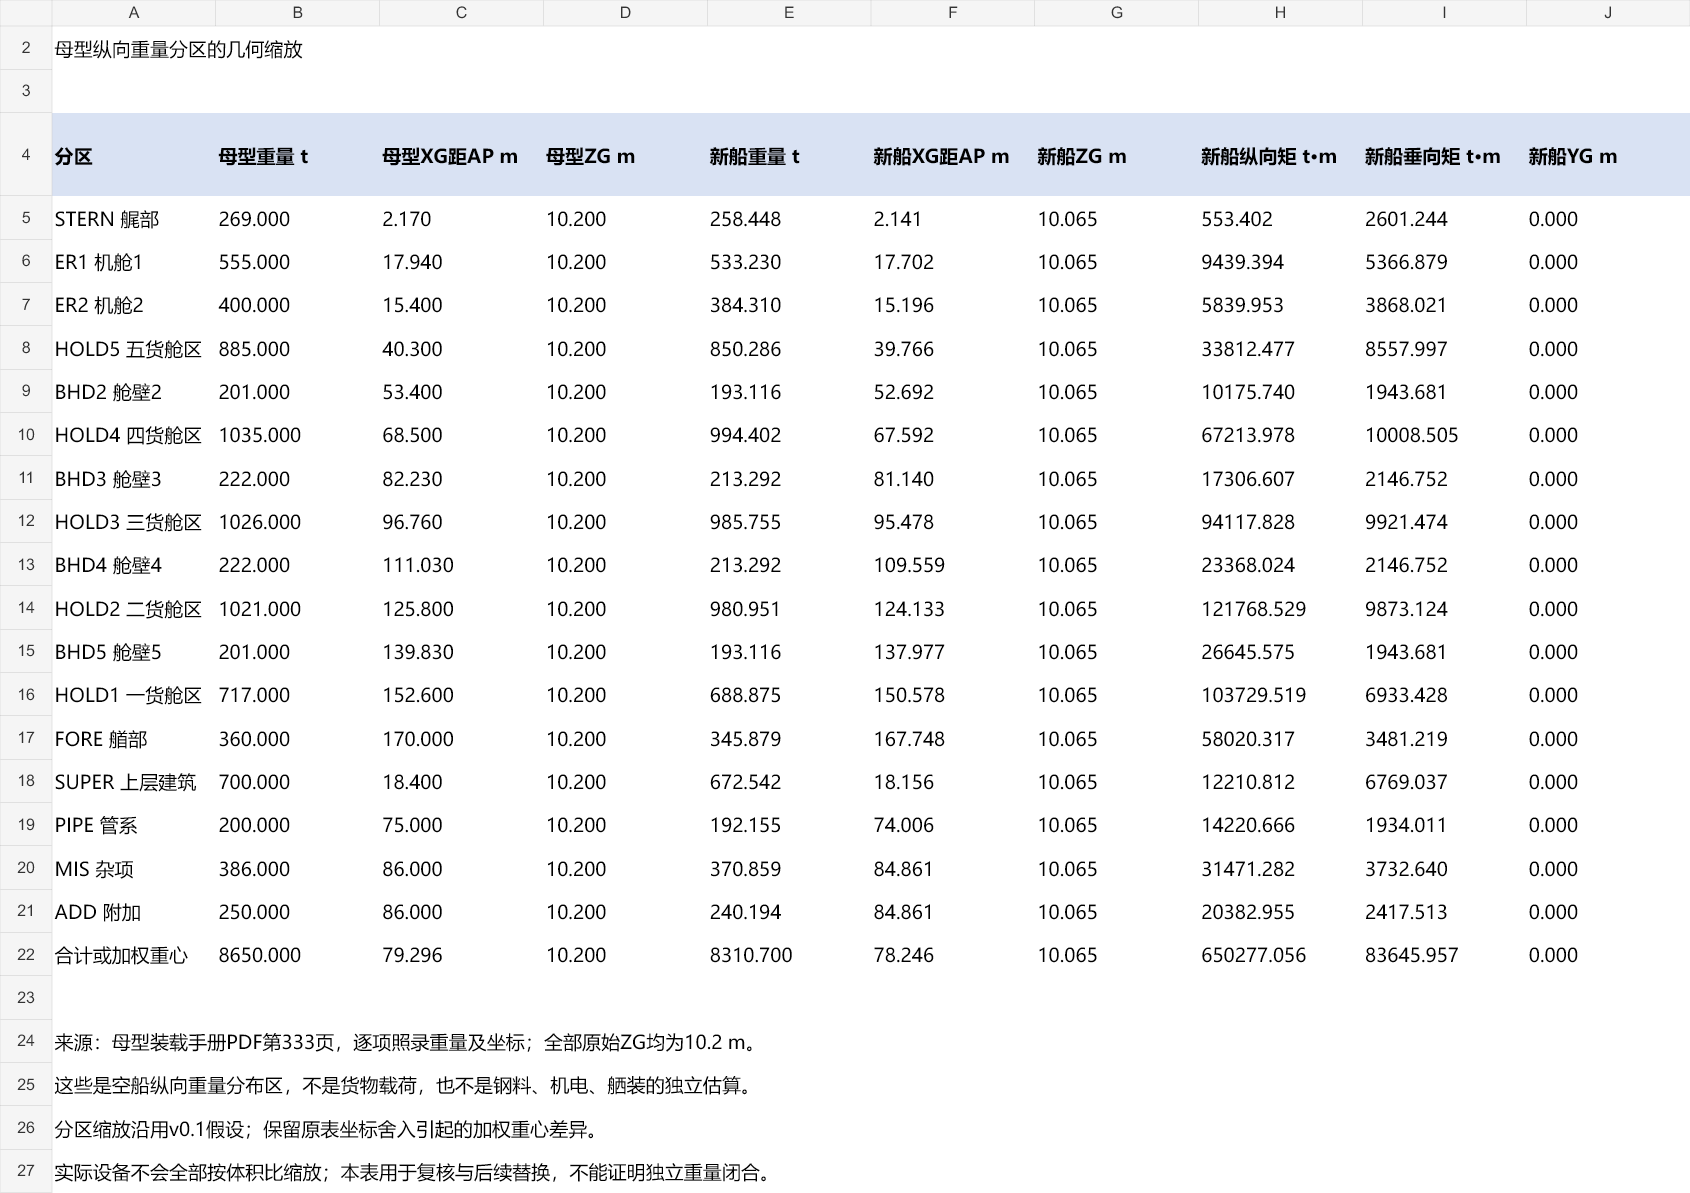 A B C D E F G H I J
2 母型纵向重量分区的几何缩放
3
4 分区 母型重量 t 母型XG距AP m 母型ZG m 新船重量 t 新船XG距AP m 新船ZG m 新船纵向矩 t•m 新船垂向矩 t•m 新船YG m
5 STERN 艉部 269.000 2.170 10.200 258.448 2.141 10.065 553.402 2601.244 0.000
6 ER1 机舱1 555.000 17.940 10.200 533.230 17.702 10.065 9439.394 5366.879 0.000
7 ER2 机舱2 400.000 15.400 10.200 384.310 15.196 10.065 5839.953 3868.021 0.000
8 HOLD5 五货舱区 885.000 40.300 10.200 850.286 39.766 10.065 33812.477 8557.997 0.000
9 BHD2 舱壁2 201.000 53.400 10.200 193.116 52.692 10.065 10175.740 1943.681 0.000
10 HOLD4 四货舱区 1035.000 68.500 10.200 994.402 67.592 10.065 67213.978 10008.505 0.000
11 BHD3 舱壁3 222.000 82.230 10.200 213.292 81.140 10.065 17306.607 2146.752 0.000
12 HOLD3 三货舱区 1026.000 96.760 10.200 985.755 95.478 10.065 94117.828 9921.474 0.000
13 BHD4 舱壁4 222.000 111.030 10.200 213.292 109.559 10.065 23368.024 2146.752 0.000
14 HOLD2 二货舱区 1021.000 125.800 10.200 980.951 124.133 10.065 121768.529 9873.124 0.000
15 BHD5 舱壁5 201.000 139.830 10.200 193.116 137.977 10.065 26645.575 1943.681 0.000
16 HOLD1 一货舱区 717.000 152.600 10.200 688.875 150.578 10.065 103729.519 6933.428 0.000
17 FORE 艏部 360.000 170.000 10.200 345.879 167.748 10.065 58020.317 3481.219 0.000
18 SUPER 上层建筑 700.000 18.400 10.200 672.542 18.156 10.065 12210.812 6769.037 0.000
19 PIPE 管系 200.000 75.000 10.200 192.155 74.006 10.065 14220.666 1934.011 0.000
20 MIS 杂项 386.000 86.000 10.200 370.859 84.861 10.065 31471.282 3732.640 0.000
21 ADD 附加 250.000 86.000 10.200 240.194 84.861 10.065 20382.955 2417.513 0.000
22 合计或加权重心 8650.000 79.296 10.200 8310.700 78.246 10.065 650277.056 83645.957 0.000
23
24 来源：母型装载手册PDF第333页，逐项照录重量及坐标；全部原始ZG均为10.2 m。
25 这些是空船纵向重量分布区，不是货物载荷，也不是钢料、机电、舾装的独立估算。
26 分区缩放沿用v0.1假设；保留原表坐标舍入引起的加权重心差异。
27 实际设备不会全部按体积比缩放；本表用于复核与后续替换，不能证明独立重量闭合。